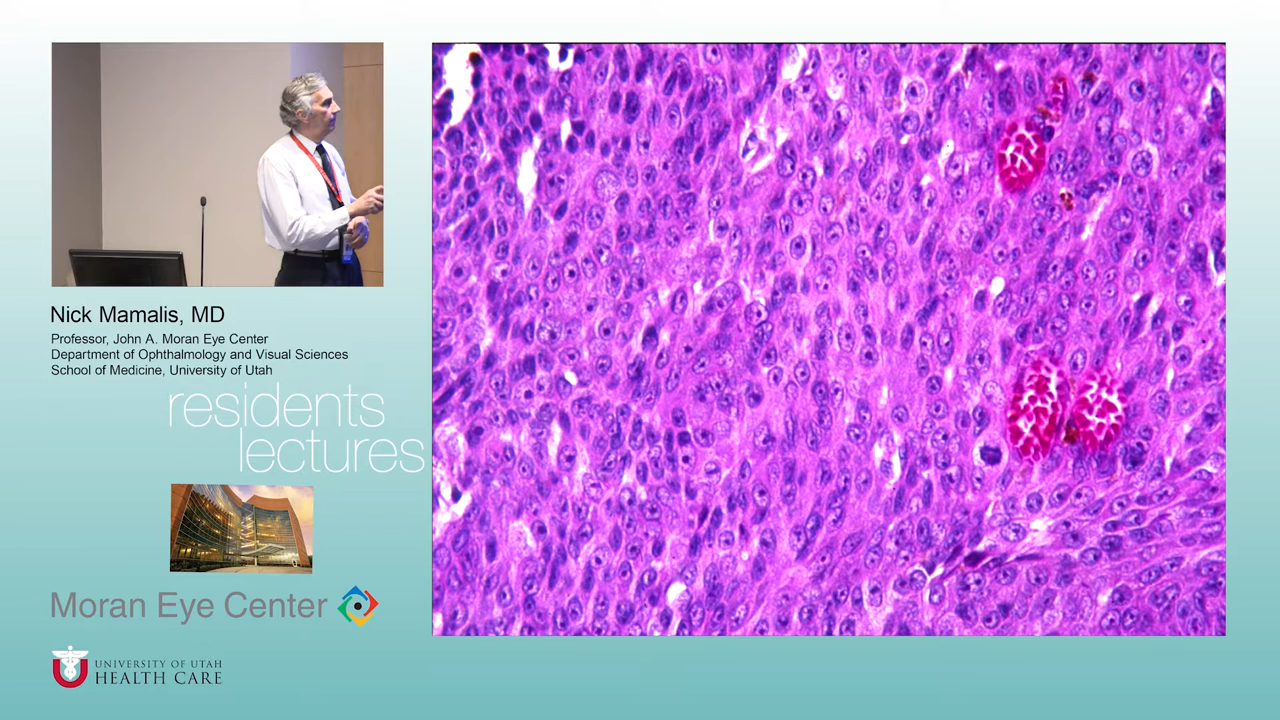 Nick Mamalis, MD
Professor, John A. Moran Eye Center
Department of Ophthalmology and Visual Sciences
School of Medicine, University of Utah
residents
lectures
Moran Eye Center
UNIVERSITY OF UTAH
HEALTH CARE